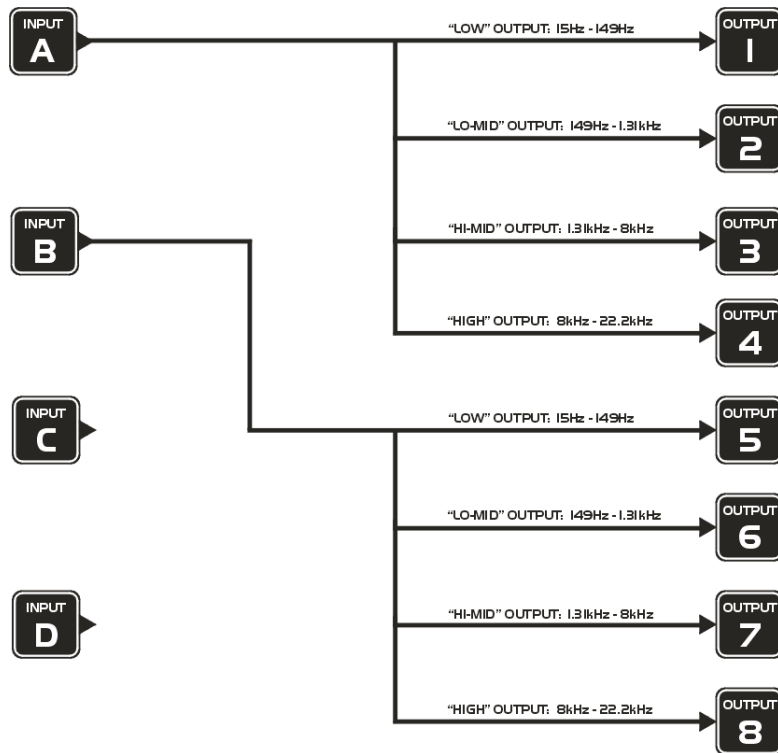 INPUT
A
"LOW" OUTPUT: 15Hz - 149Hz
OUTPUT
1
"LO-MID" OUTPUT: 149Hz - 1.31kHz
OUTPUT
2
INPUT
B
"HI-MID" OUTPUT: 1.31kHz - 8kHz
OUTPUT
3
"HIGH" OUTPUT: 8kHz - 22.2kHz
OUTPUT
4
INPUT
C
"LOW" OUTPUT: 15Hz - 149Hz
OUTPUT
5
"LO-MID" OUTPUT: 149Hz - 1.31kHz
OUTPUT
6
INPUT
D
"HI-MID" OUTPUT: 1.31kHz - 8kHz
OUTPUT
7
"HIGH" OUTPUT: 8kHz - 22.2kHz
OUTPUT
8